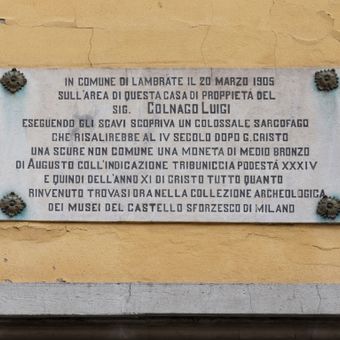 IN COMUNE DI LAMBRATE IL 20 MARZO 1905
SULL'AREA DI QUESTA CASA DI PROPPIETÀ DEL
SIG. COLNAGO LUIGI
ESEGUENDO GLI SCAVI SCOPRIVA UN COLOSSALE SARCOFAGO
CHE RISALIREBBE AL IV SECOLO DOPO G. CRISTO
UNA SCURE NON COMUNE UNA MONETA DI MEDIO BRONZO
DI AUGUSTO COLL'INDICAZIONE TRIBUNICCIA PODESTÁ XXXIV
E QUINDI DELL'ANNO XI DI CRISTO TUTTO QUANTO
RINVENUTO TROVASI ORA NELLA COLLEZIONE ARCHEOLOGICA
DEI MUSEI DEL CASTELLO SFORZESCO DI MILANO